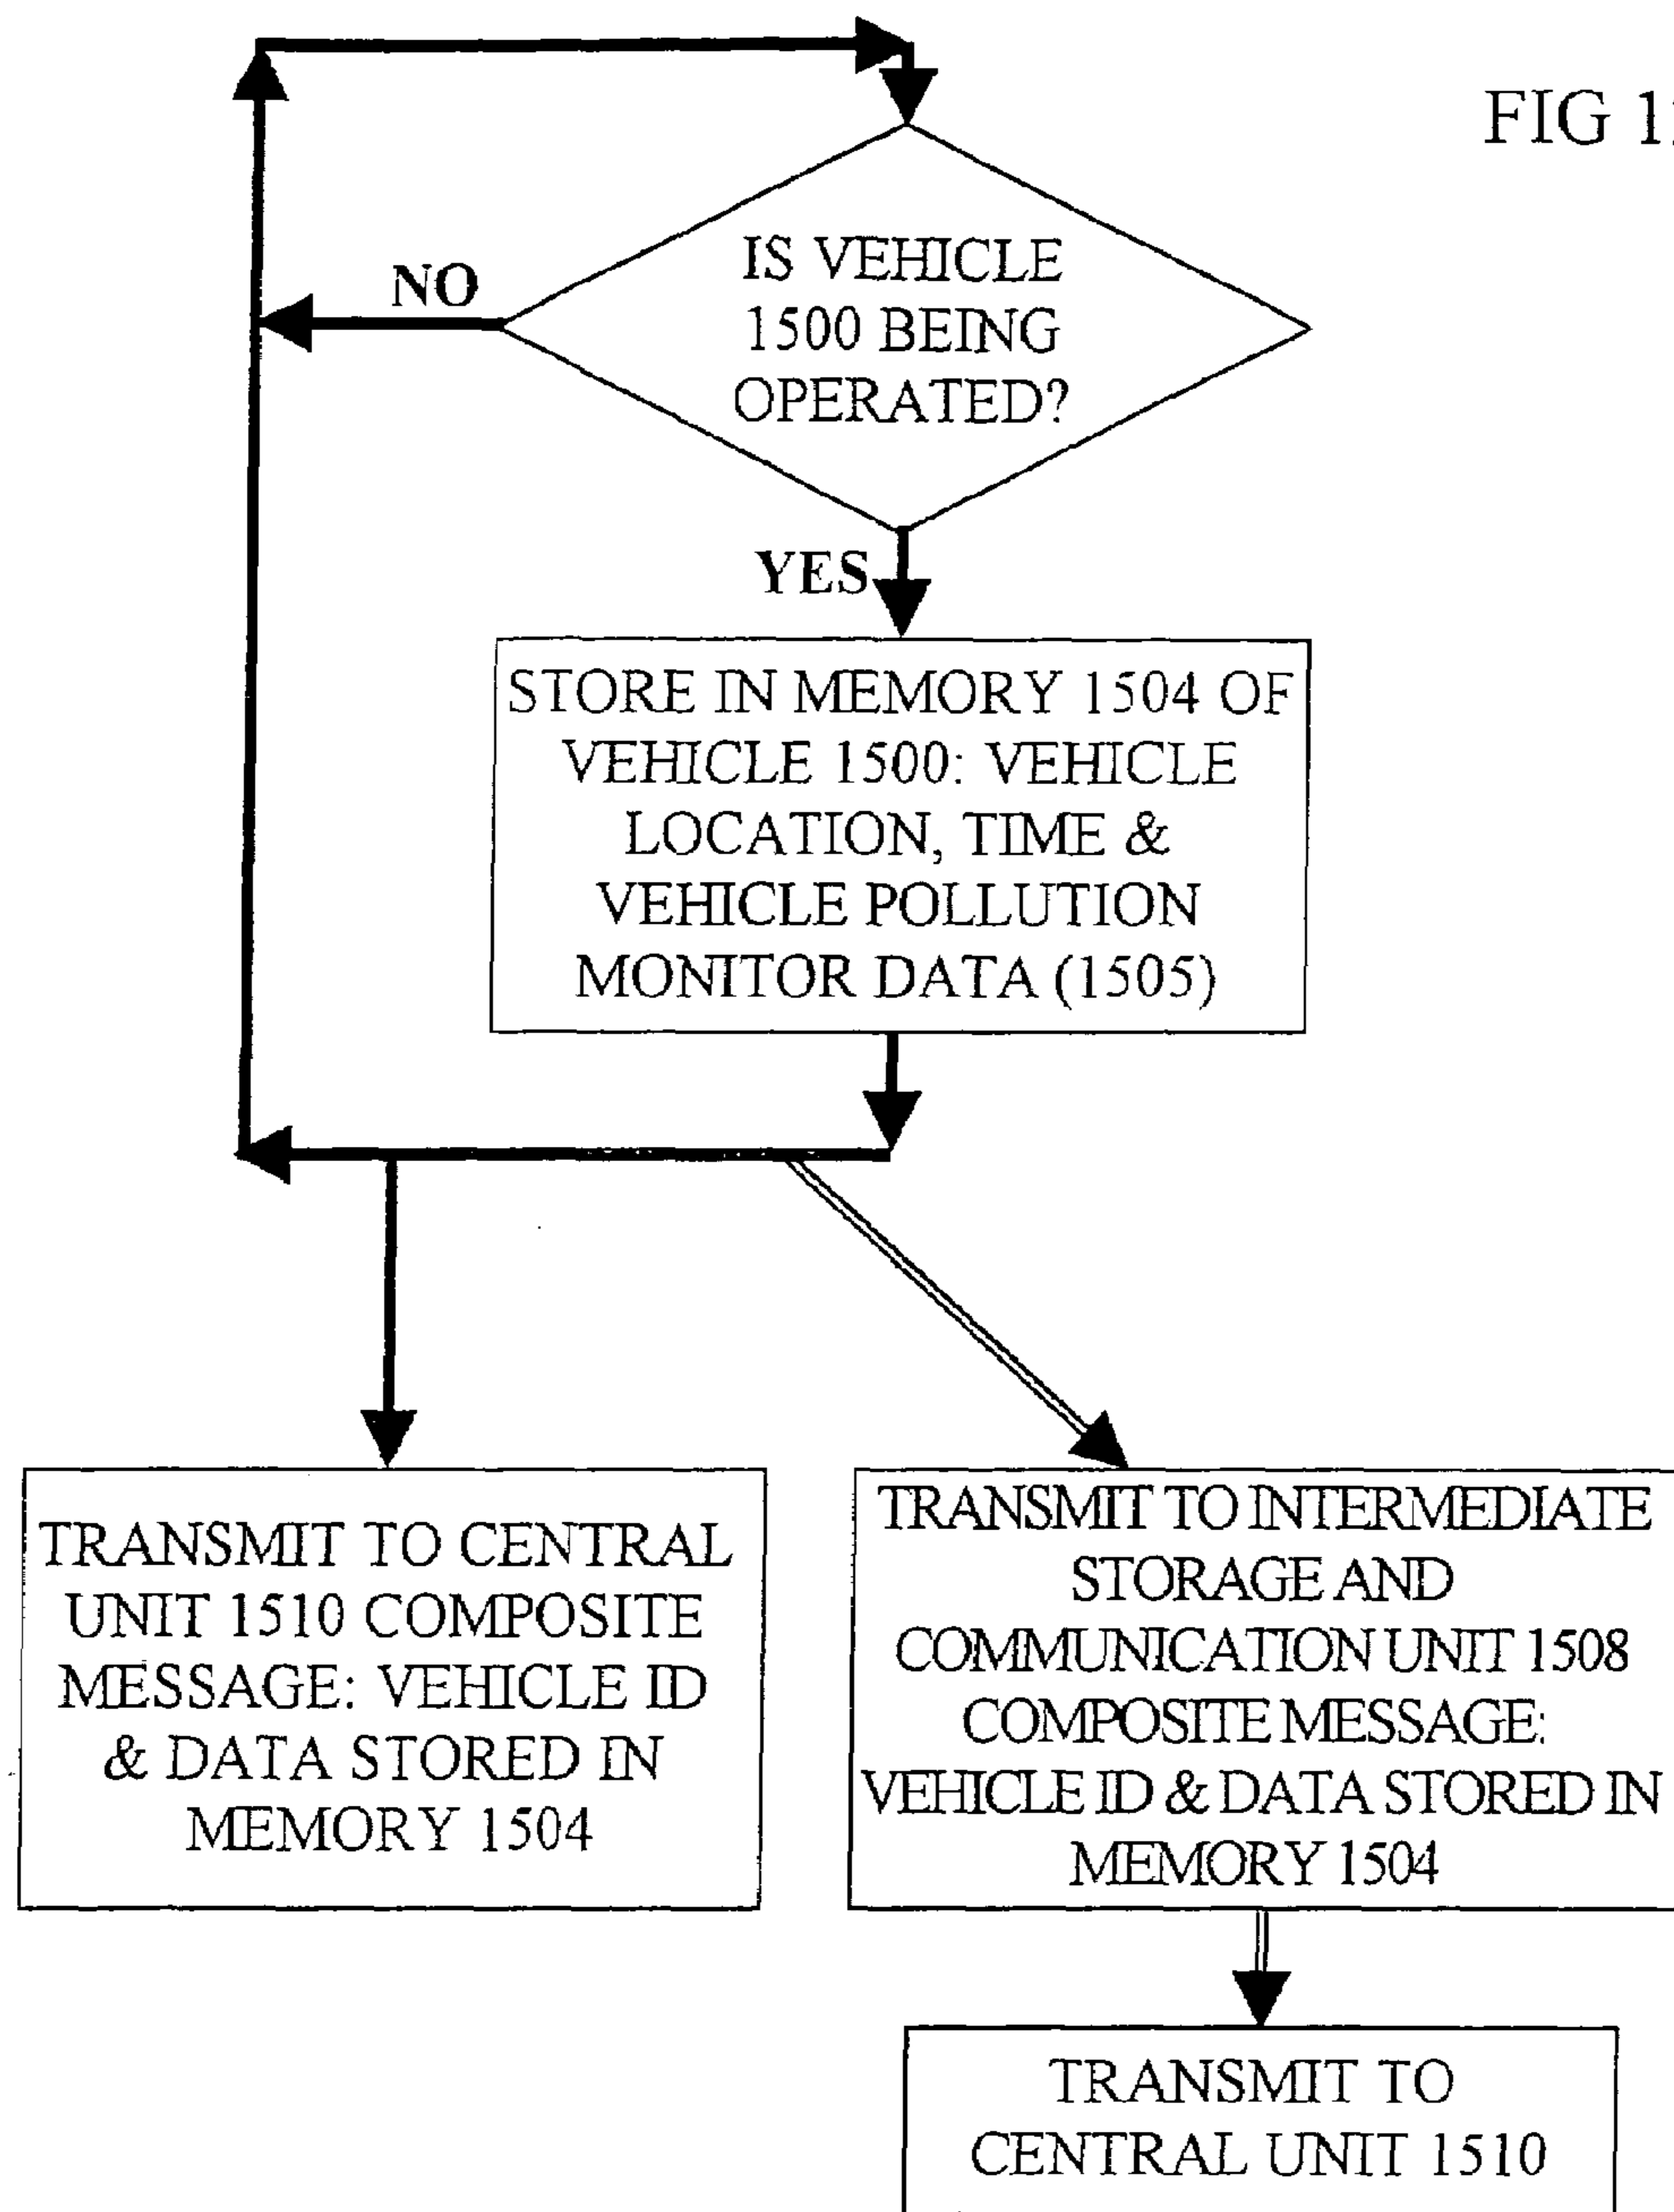 FIG 1
IS VEHICLE
1500 BEING
OPERATED?
NO
YES
STORE IN MEMORY 1504 OF
VEHICLE 1500: VEHICLE
LOCATION, TIME &
VEHICLE POLLUTION
MONITOR DATA (1505)
TRANSMIT TO CENTRAL
UNIT 1510 COMPOSITE
MESSAGE: VEHICLE ID
& DATA STORED IN
MEMORY 1504
TRANSMIT TO INTERMEDIATE
STORAGE AND
COMMUNICATION UNIT 1508
COMPOSITE MESSAGE:
VEHICLE ID & DATA STORED IN
MEMORY 1504
TRANSMIT TO
CENTRAL UNIT 1510